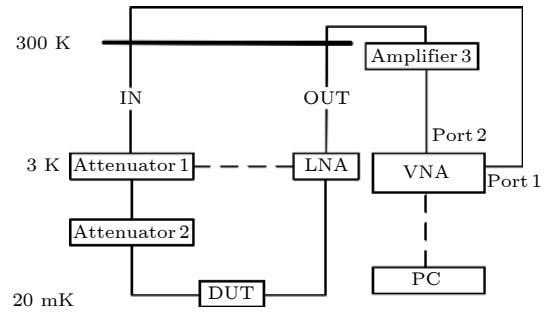 300 K
Amplifier 3
IN
OUT
Port 2
3 K
Attenuator 1
LNA
VNA
Port 1
Attenuator 2
PC
DUT
20 mK